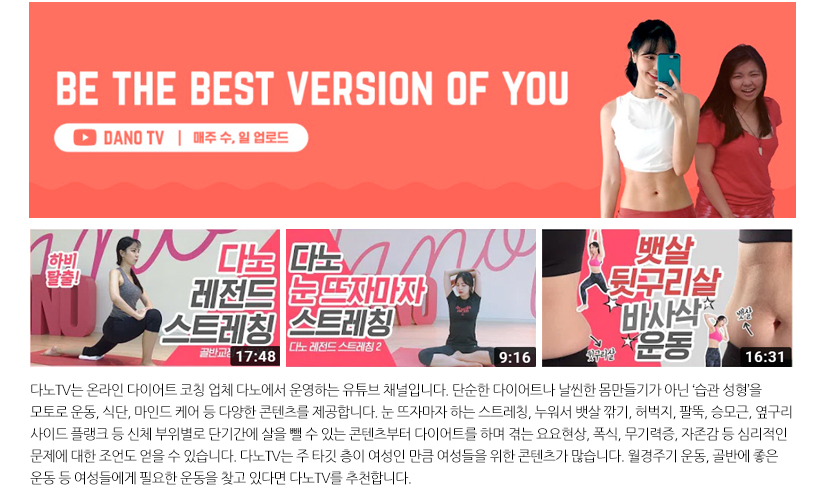 BE THE BEST VERSION OF YOU
DANO TV | 매주 수, 일 업로드
하비
탈출!
다노
레전드
스트레칭
17:48
다노
눈 뜨자마자
스트레칭
다노 레전드 스트레칭 2
9:16
뱃살
뒷구리살
바사삭
운동
뱃살
뒷구리살
16:31
다노TV는 온라인 다이어트 코칭 업체 다노에서 운영하는 유튜브 채널입니다. 단순한 다이어트나 날씬한 몸만들기가 아닌 ‘습관 성형’을
모토로 운동, 식단, 마인드 케어 등 다양한 콘텐츠를 제공합니다. 눈 뜨자마자 하는 스트레칭, 누워서 뱃살 깎기, 허벅지, 팔뚝, 승모근, 옆구리
사이드 플랭크 등 신체 부위별로 단기간에 살을 뺄 수 있는 콘텐츠부터 다이어트를 하며 겪는 요요현상, 폭식, 무기력증, 자존감 등 심리적인
문제에 대한 조언도 얻을 수 있습니다. 다노TV는 주 타깃 층이 여성인 만큼 여성들을 위한 콘텐츠가 많습니다. 월경주기 운동, 골반에 좋은
운동 등 여성들에게 필요한 운동을 찾고 있다면 다노TV를 추천합니다.